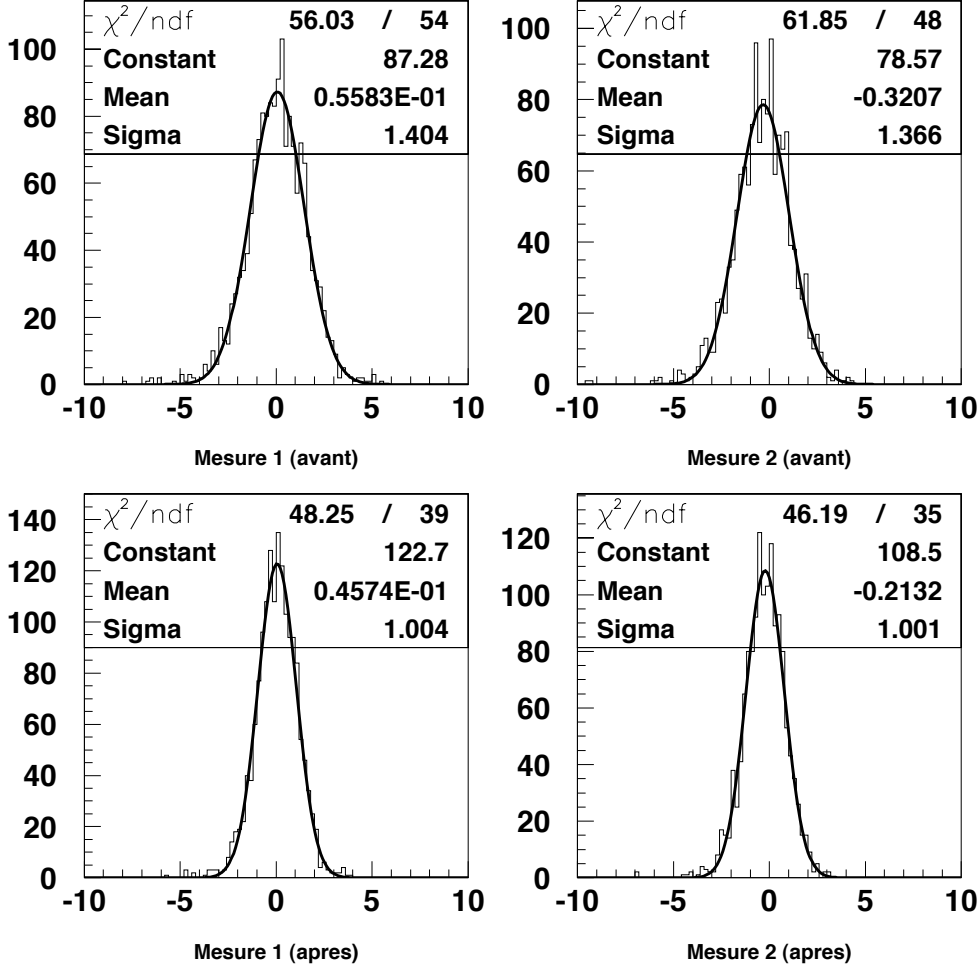 χ²/ndf 56.03 / 54
Constant 87.28
Mean 0.5583E-01
Sigma 1.404
100
80
60
40
20
0
-10 -5 0 5 10
Mesure 1 (avant)
χ²/ndf 61.85 / 48
Constant 78.57
Mean -0.3207
Sigma 1.366
100
80
60
40
20
0
-10 -5 0 5 10
Mesure 2 (avant)
χ²/ndf 48.25 / 39
Constant 122.7
Mean 0.4574E-01
Sigma 1.004
140
120
100
80
60
40
20
0
-10 -5 0 5 10
Mesure 1 (apres)
χ²/ndf 46.19 / 35
Constant 108.5
Mean -0.2132
Sigma 1.001
120
100
80
60
40
20
0
-10 -5 0 5 10
Mesure 2 (apres)